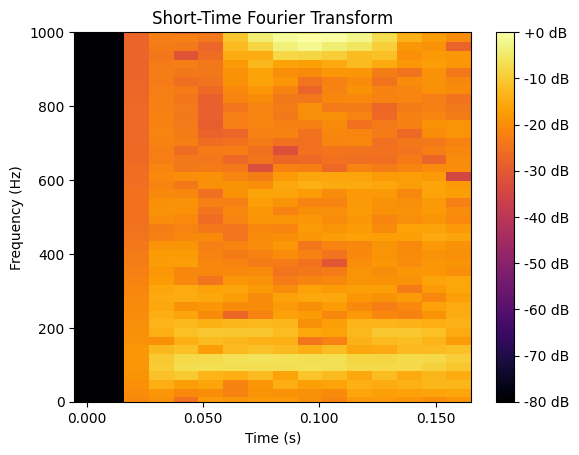 Short-Time Fourier Transform
Frequency (Hz)
1000
800
600
400
200
0
0.000
0.050
0.100
0.150
Time (s)
+0 dB
-10 dB
-20 dB
-30 dB
-40 dB
-50 dB
-60 dB
-70 dB
-80 dB